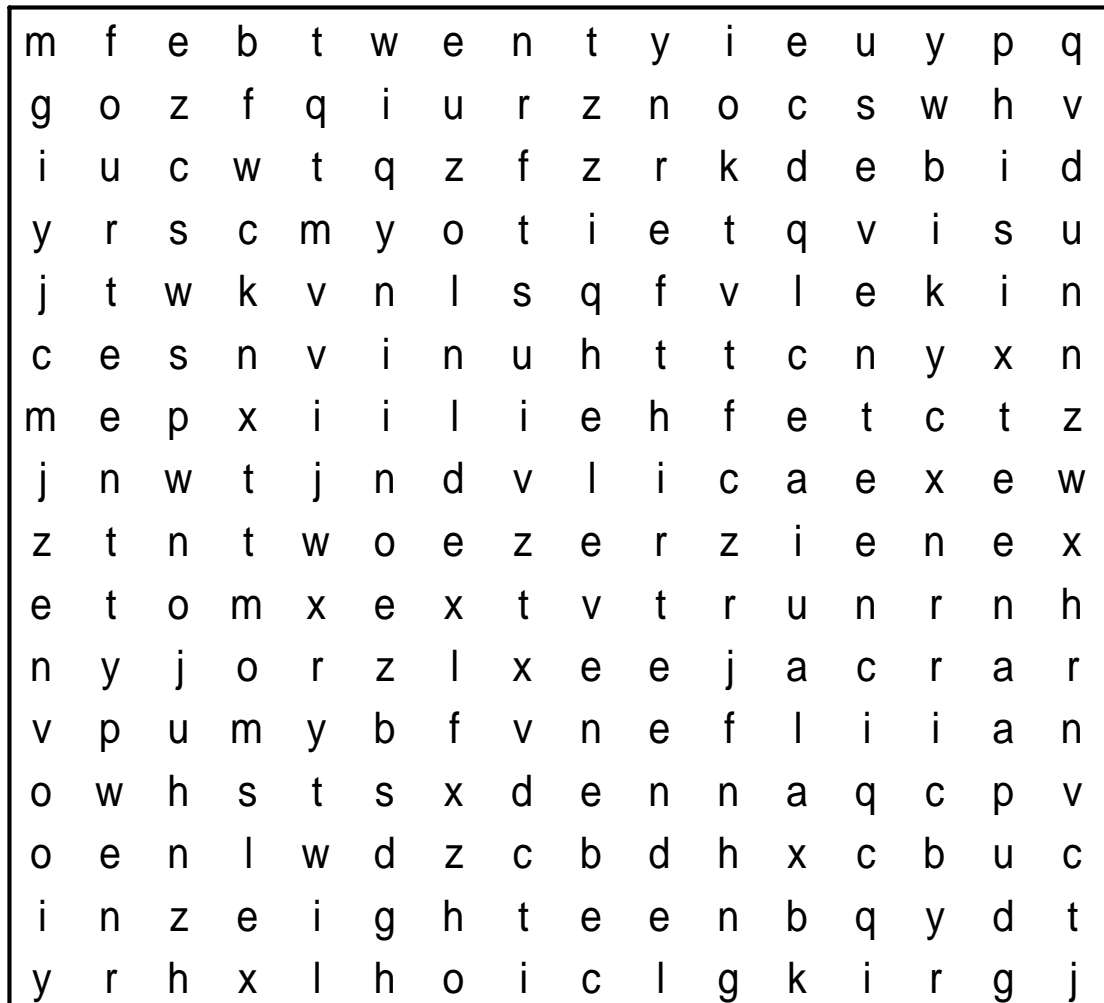 m f e b t w e n t y i e u y p q
g o z f q i u r z n o c s w h v
i u c w t q z f z r k d e b i d
y r s c m y o t i e t q v i s u
j t w k v n l s q f v l e k i n
c e s n v i n u h t t c n y x n
m e p x i i l i e h f e t c t z
j n w t j n d v l i c a e x e w
z t n t w o e z e r z i e n e x
e t o m x e x t v t r u n r n h
n y j o r z l x e e j a c r a r
v p u m y b f v n e f l i i a n
o w h s t s x d e n n a q c p v
o e n l w d z c b d h x c b u c
i n z e i g h t e e n b q y d t
y r h x l h o i c l g k i r g j